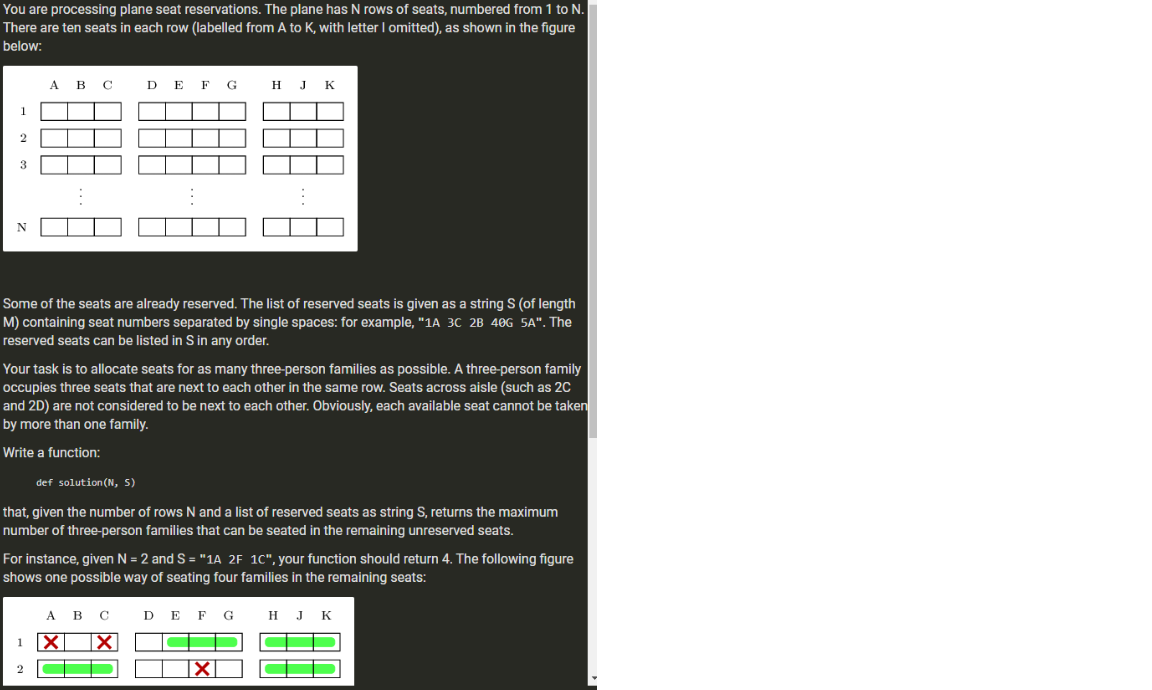 You are processing plane seat reservations. The plane has N rows of seats, numbered from 1 to N.
There are ten seats in each row (labelled from A to K, with letter I omitted), as shown in the figure
below:
A B C D E F G H J K
1
2
3
N
Some of the seats are already reserved. The list of reserved seats is given as a string S (of length
M) containing seat numbers separated by single spaces: for example, "1A 3C 2B 40G 5A". The
reserved seats can be listed in S in any order.
Your task is to allocate seats for as many three-person families as possible. A three-person family
occupies three seats that are next to each other in the same row. Seats across aisle (such as 2C
and 2D) are not considered to be next to each other. Obviously, each available seat cannot be taken
by more than one family.
Write a function:
def solution(N, S)
that, given the number of rows N and a list of reserved seats as string S, returns the maximum
number of three-person families that can be seated in the remaining unreserved seats.
For instance, given N = 2 and S = "1A 2F 1C", your function should return 4. The following figure
shows one possible way of seating four families in the remaining seats:
A B C D E F G H J K
1
2